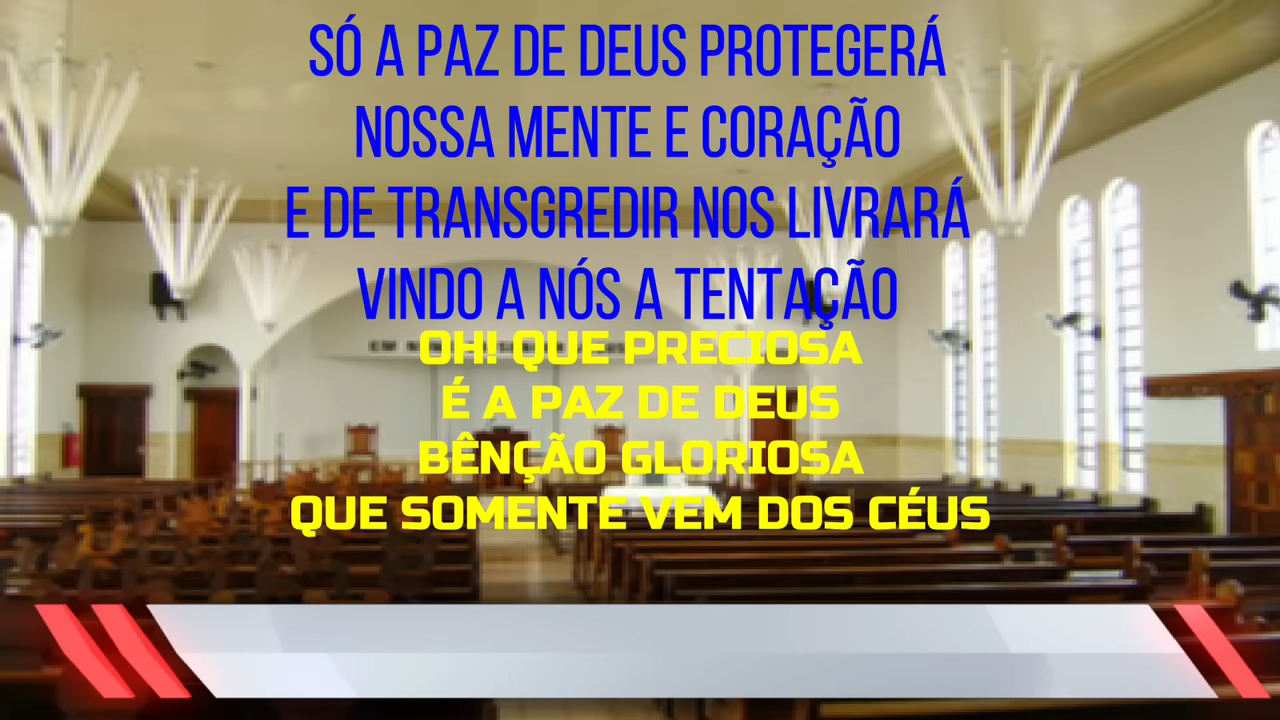 SÓ A PAZ DE DEUS PROTEGERÁ
NOSSA MENTE E CORAÇÃO
E DE TRANSGREDIR NOS LIVRARÁ
VINDO A NÓS A TENTAÇÃO
OH! QUE PRECIOSA
É A PAZ DE DEUS
BÊNÇÃO GLORIOSA
QUE SOMENTE VEM DOS CÉUS